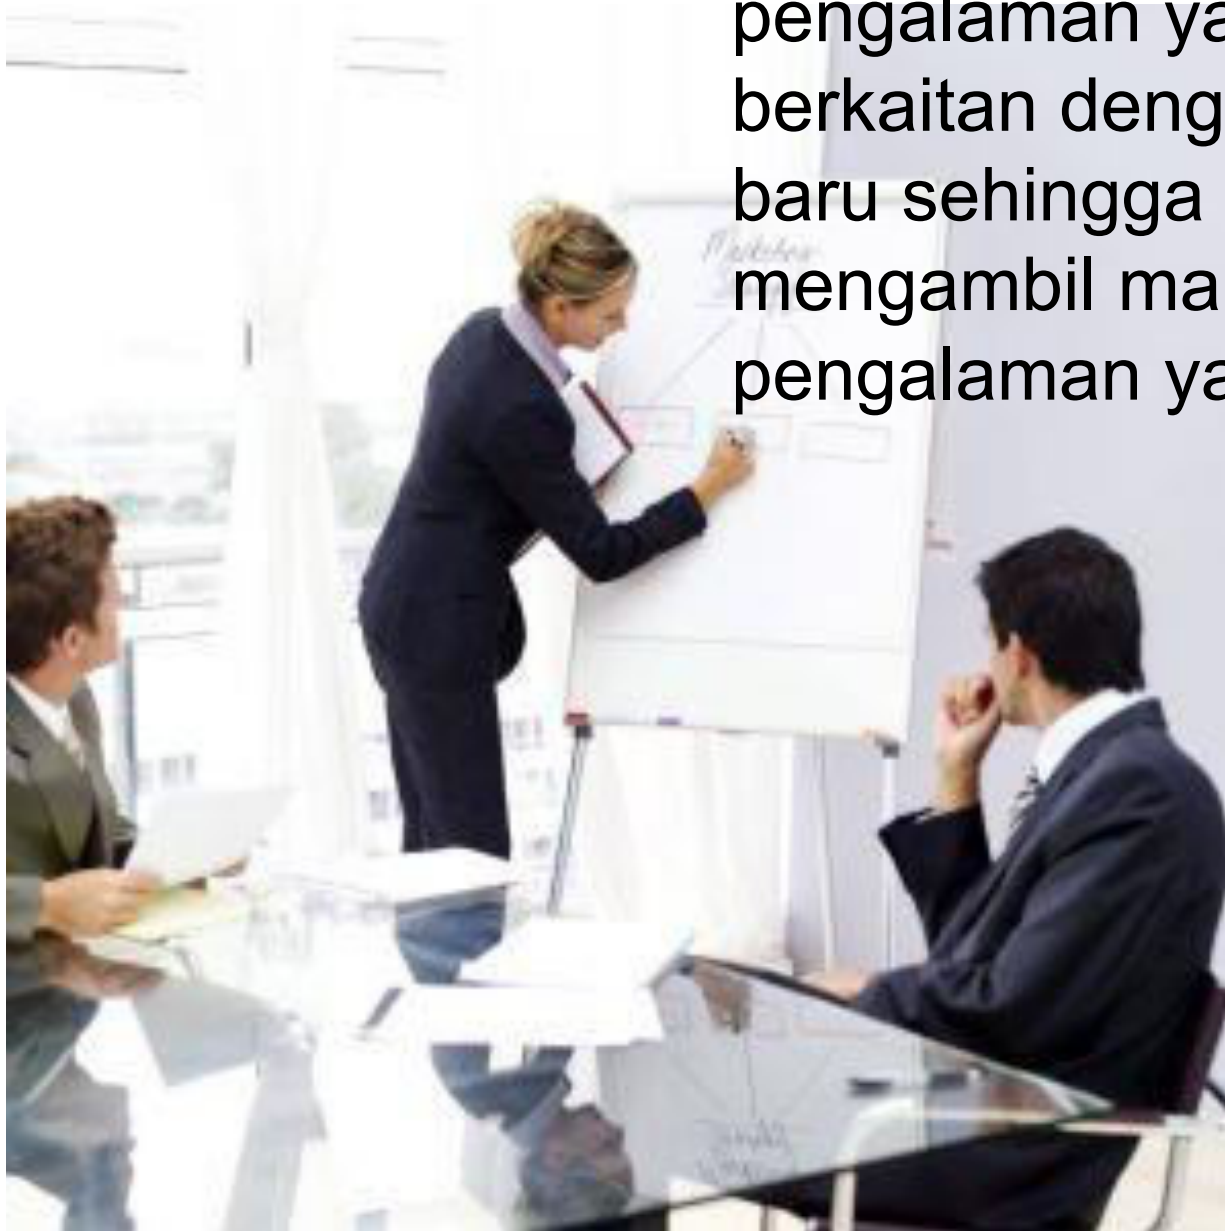 pengalaman ya
berkaitan deng
baru sehingga
mengambil ma
pengalaman ya